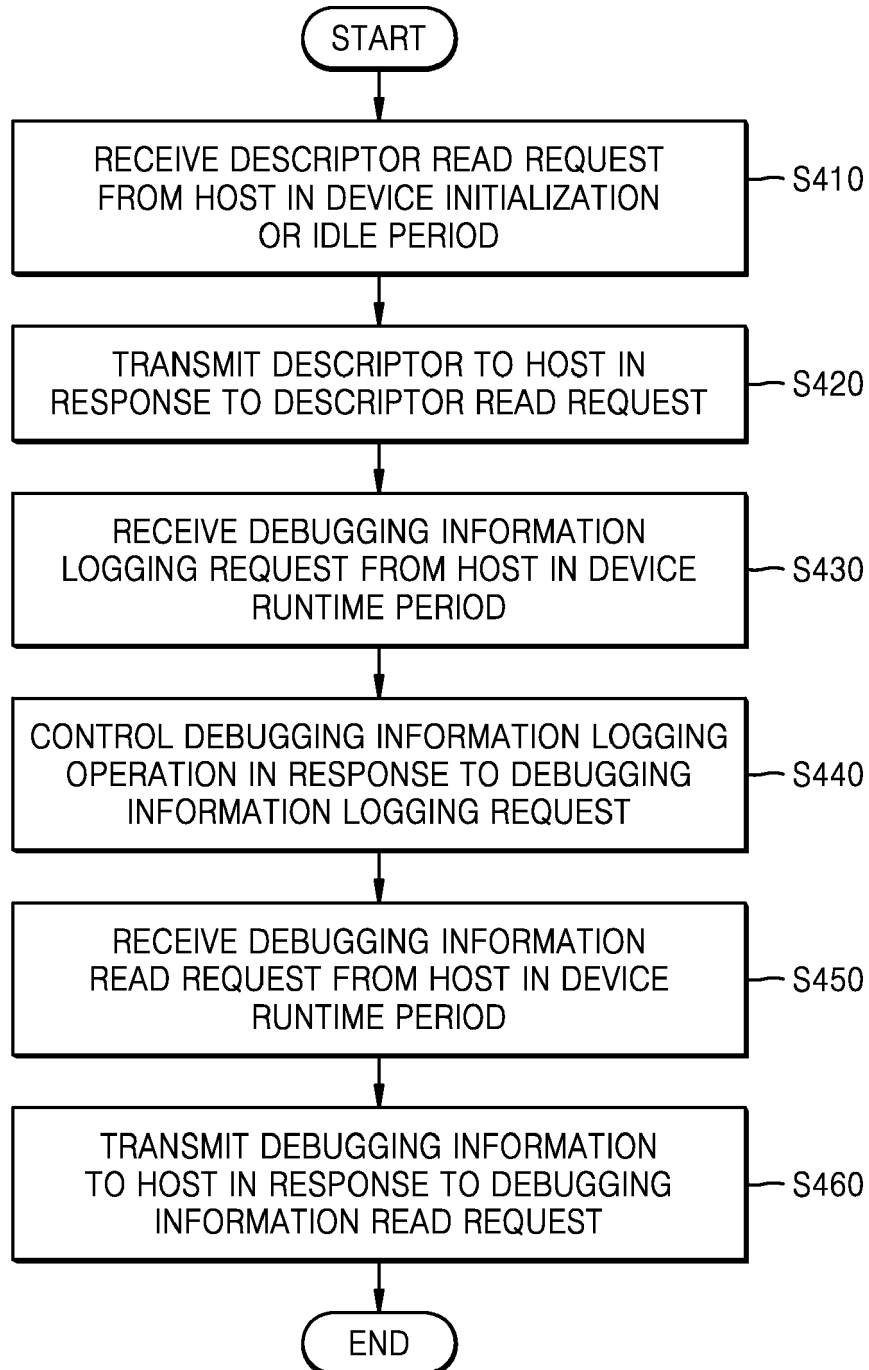 START
RECEIVE DESCRIPTOR READ REQUEST
FROM HOST IN DEVICE INITIALIZATION
OR IDLE PERIOD
S410
TRANSMIT DESCRIPTOR TO HOST IN
RESPONSE TO DESCRIPTOR READ REQUEST
S420
RECEIVE DEBUGGING INFORMATION
LOGGING REQUEST FROM HOST IN DEVICE
RUNTIME PERIOD
S430
CONTROL DEBUGGING INFORMATION LOGGING
OPERATION IN RESPONSE TO DEBUGGING
INFORMATION LOGGING REQUEST
S440
RECEIVE DEBUGGING INFORMATION
READ REQUEST FROM HOST IN DEVICE
RUNTIME PERIOD
S450
TRANSMIT DEBUGGING INFORMATION
TO HOST IN RESPONSE TO DEBUGGING
INFORMATION READ REQUEST
S460
END